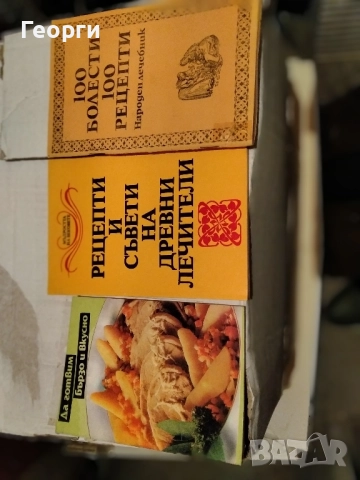 Георги
100
БОЛЕСТИ
100
РЕЦЕПТИ
Народен лечебник
РЕЦЕПТИ
И
СЪВЕТИ
НА
ДРЕВНИ
ЛЕЧИТЕЛИ
Да готвим
бързо и вкусно
BAZAR